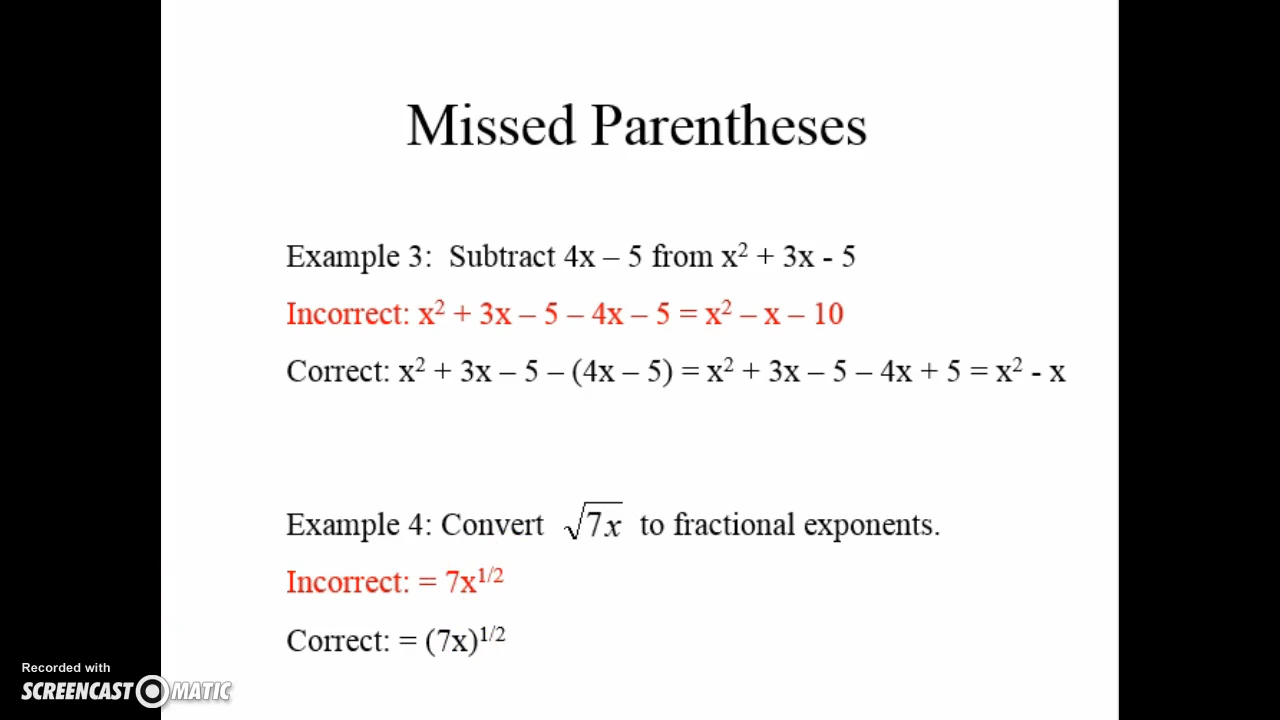 Missed Parentheses
Example 3: Subtract 4x – 5 from x² + 3x - 5
Incorrect: x² + 3x – 5 – 4x – 5 = x² – x – 10
Correct: x² + 3x – 5 – (4x – 5) = x² + 3x – 5 – 4x + 5 = x² - x
Example 4: Convert √7x to fractional exponents.
Incorrect: = 7x^1/2
Correct: = (7x)^1/2
Recorded with
SCREENCAST O MATIC